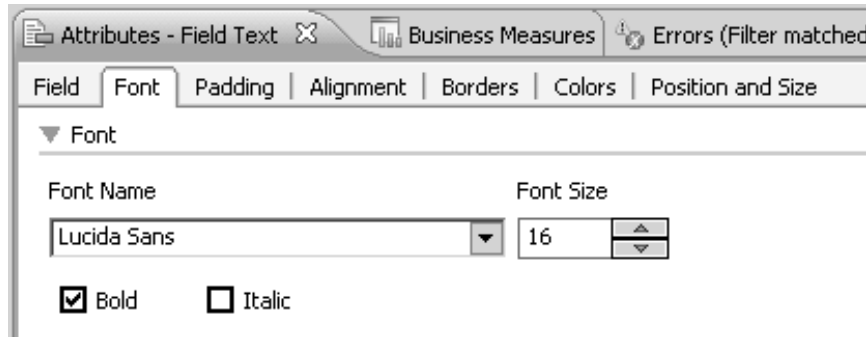 Attributes - Field Text Business Measures Errors (Filter matched
Field Font Padding | Alignment | Borders | Colors | Position and Size
Font
Font Name Font Size
Lucida Sans 16
Bold Italic